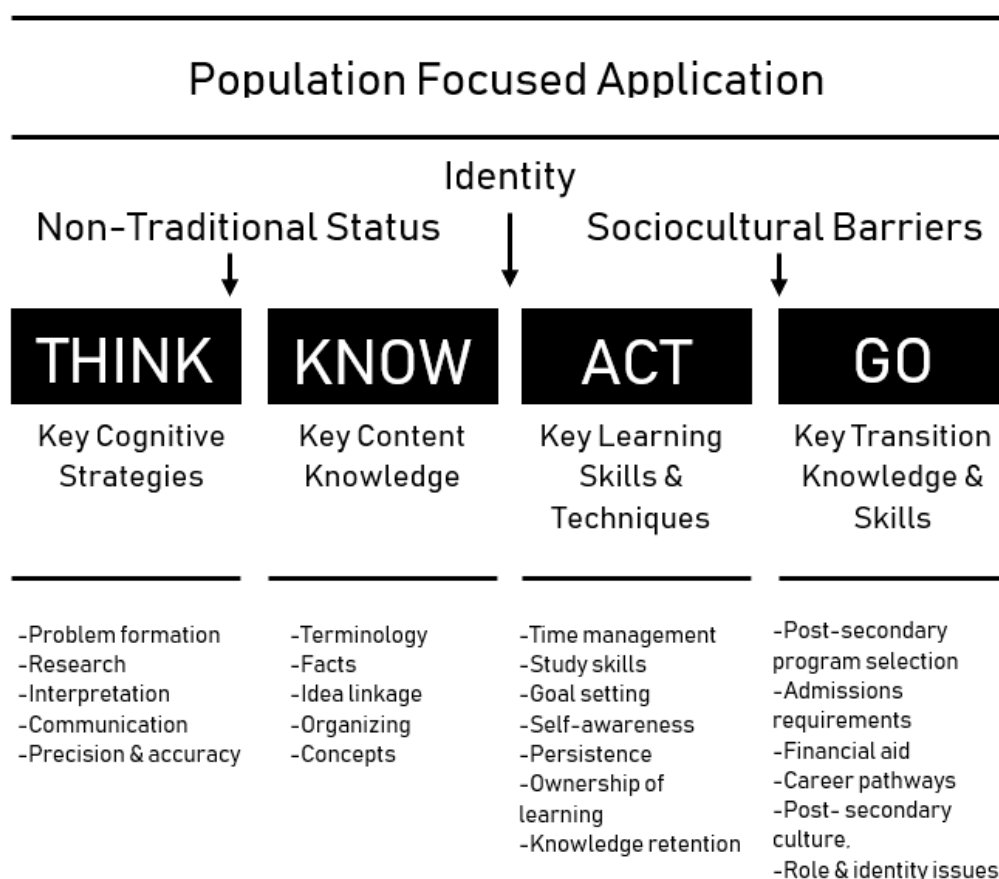 Population Focused Application
Identity
Non-Traditional Status
Sociocultural Barriers
THINK
KNOW
ACT
GO
Key Cognitive
Strategies
Key Content
Knowledge
Key Learning
Skills &
Techniques
Key Transition
Knowledge &
Skills
-Problem formation
-Research
-Interpretation
-Communication
-Precision & accuracy
-Terminology
-Facts
-Idea linkage
-Organizing
-Concepts
-Time management
-Study skills
-Goal setting
-Self-awareness
-Persistence
-Ownership of
learning
-Knowledge retention
-Post-secondary
program selection
-Admissions
requirements
-Financial aid
-Career pathways
-Post- secondary
culture,
-Role & identity issues